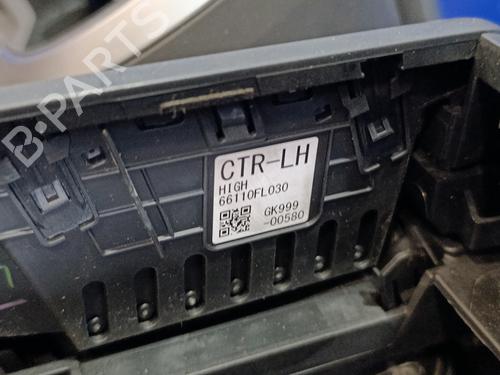 B-PARTS
CTR-LH
HIGH
66110FL030
GK999
-00580